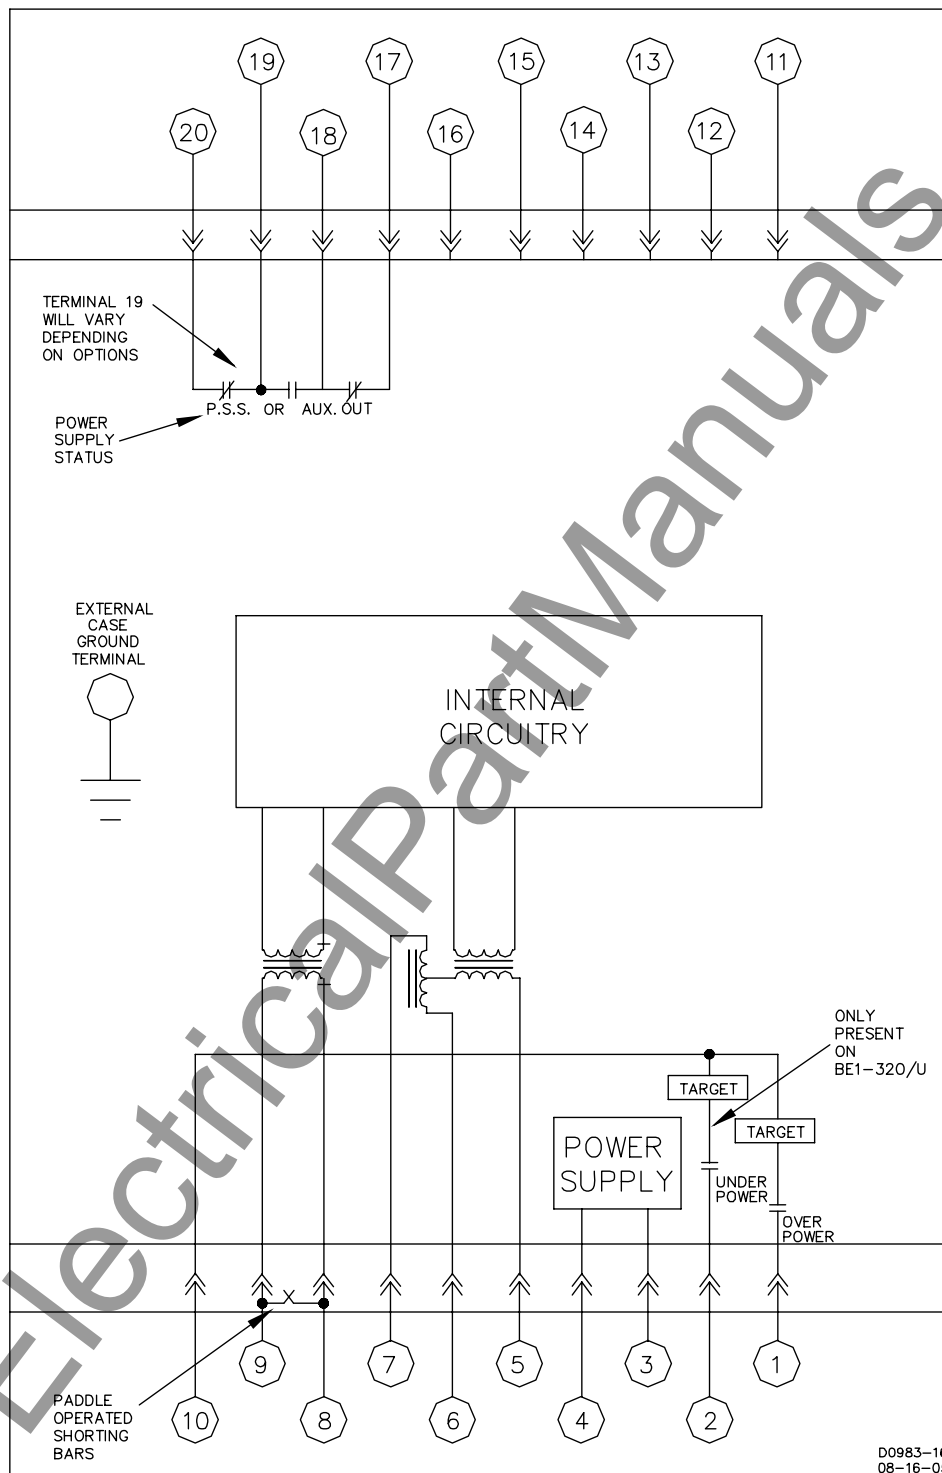 19
17
15
13
11
20
18
16
14
12
TERMINAL 19
WILL VARY
DEPENDING
ON OPTIONS
P.S.S. OR AUX. OUT
POWER
SUPPLY
STATUS
EXTERNAL
CASE
GROUND
TERMINAL
INTERNAL
CIRCUITRY
ONLY
PRESENT
ON
BE1-320/U
TARGET
TARGET
POWER
SUPPLY
UNDER
POWER
OVER
POWER
9
7
5
3
1
10
8
6
4
2
PADDLE
OPERATED
SHORTING
BARS
ElectricalPartManuals